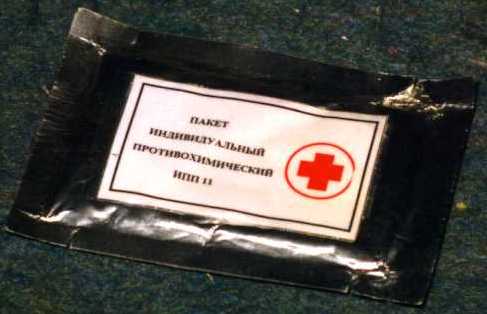 ПАКЕТ
ИНДИВИДУАЛЬНЫЙ
ПРОТИВОХИМИЧЕСКИЙ
ИПП 11